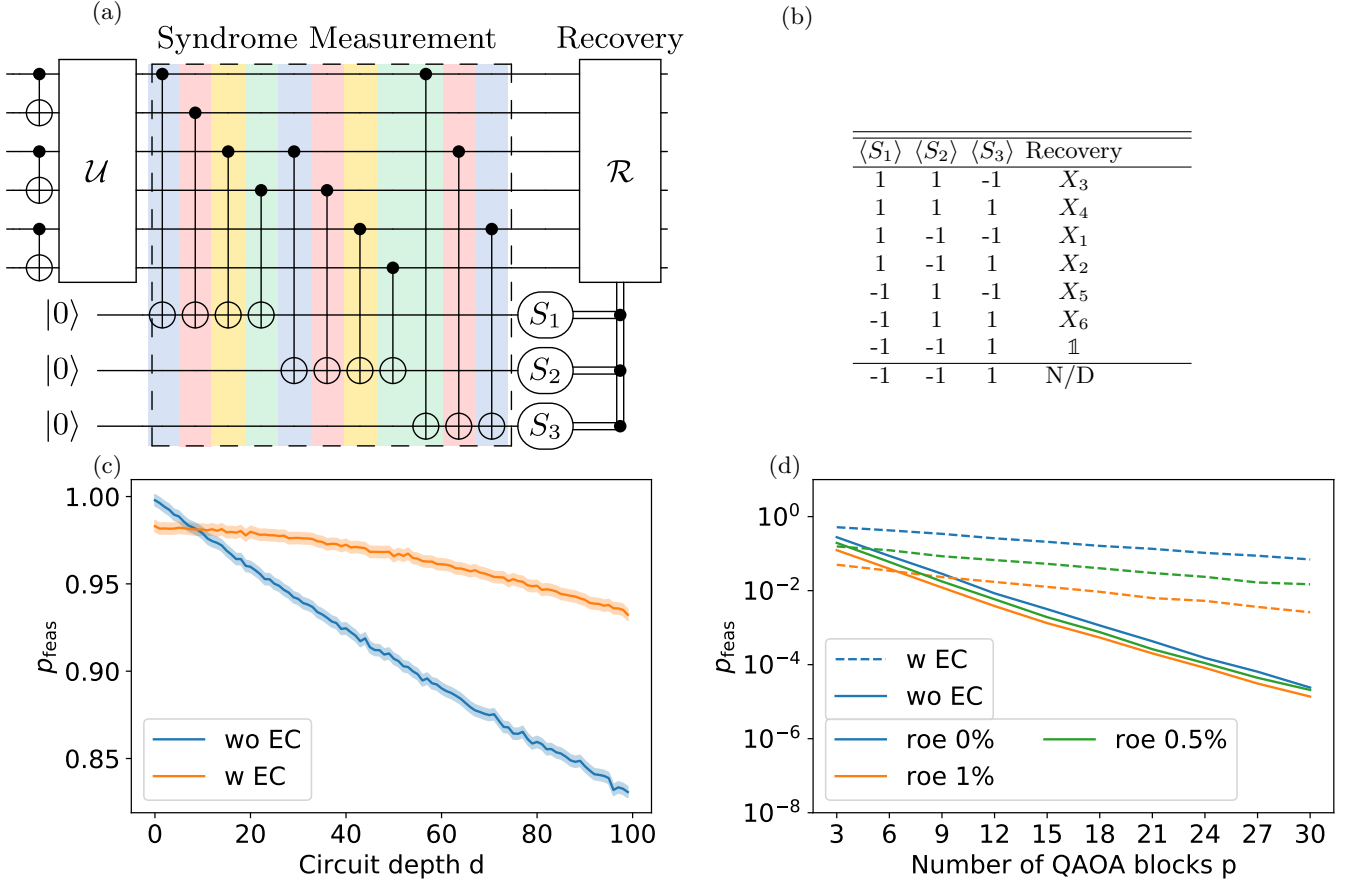 (a)
Syndrome Measurement Recovery
𝒰
ℛ
|0⟩ S₁
|0⟩ S₂
|0⟩ S₃
(b)
⟨S₁⟩ ⟨S₂⟩ ⟨S₃⟩ Recovery
1 1 -1 X₃
1 1 1 X₄
1 -1 -1 X₁
1 -1 1 X₂
-1 1 -1 X₅
-1 1 1 X₆
-1 -1 1 𝟙
-1 -1 1 N/D
(c)
1.00
0.95
0.90
0.85
p_feas
wo EC
w EC
0 20 40 60 80 100
Circuit depth d
(d)
10⁰
10⁻²
10⁻⁴
10⁻⁶
10⁻⁸
p_feas
w EC
wo EC
roe 0% roe 0.5%
roe 1%
3 6 9 12 15 18 21 24 27 30
Number of QAOA blocks p